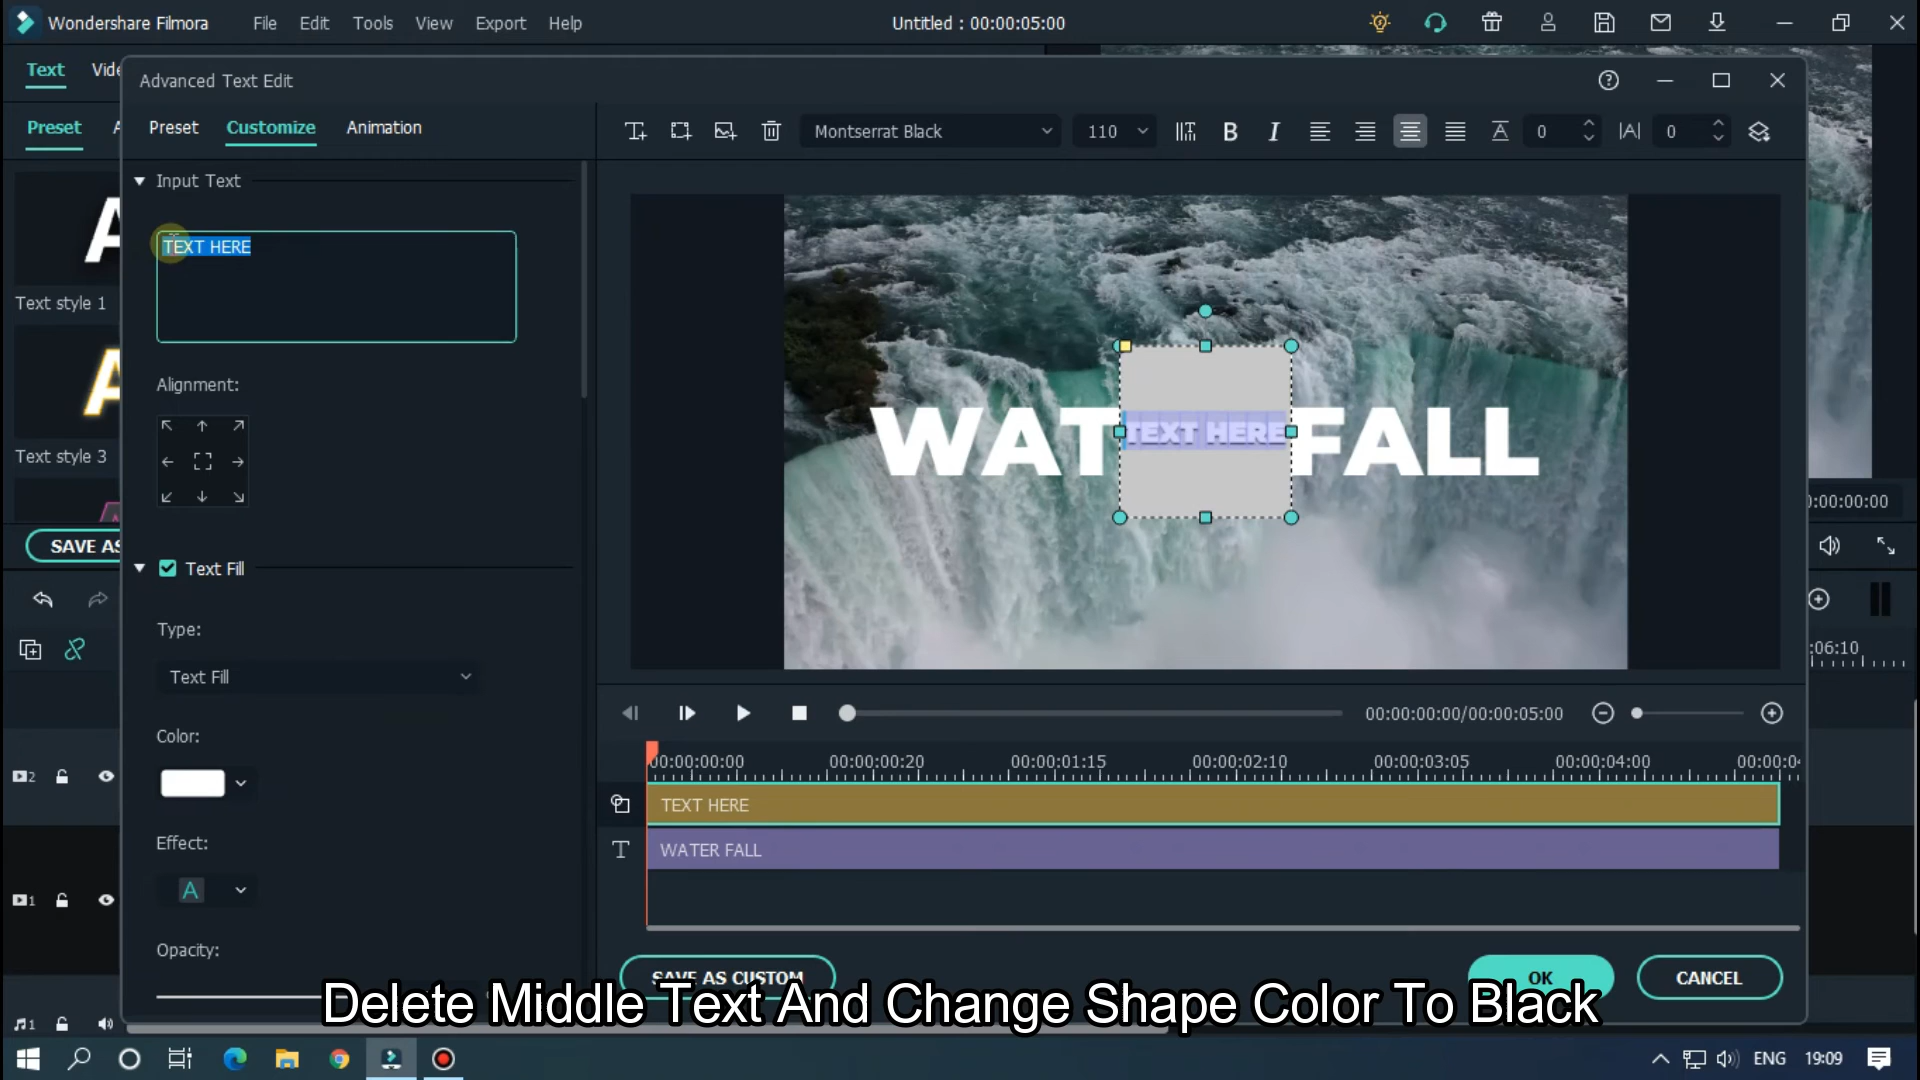 Wondershare Filmora File Edit Tools View Export Help Untitled : 00:00:05:00
Text
Advanced Text Edit
Preset
Preset Customize Animation
Montserrat Black 110 B I 0 0
Input Text
TEXT HERE
Text style 1
Alignment:
WAT TEXT HERE FALL
Text style 3
0:00:00:00
SAVE AS
Text Fill
Type:
:06:10
Text Fill
00:00:00:00/00:00:05:00
Color:
00:00:00:00 00:00:00:20 00:00:01:15 00:00:02:10 00:00:03:05 00:00:04:00
2
TEXT HERE
Effect:
T WATER FALL
A
1
Opacity:
SAVE AS CUSTOM OK CANCEL
Delete Middle Text And Change Shape Color To Black
1
ENG 19:09